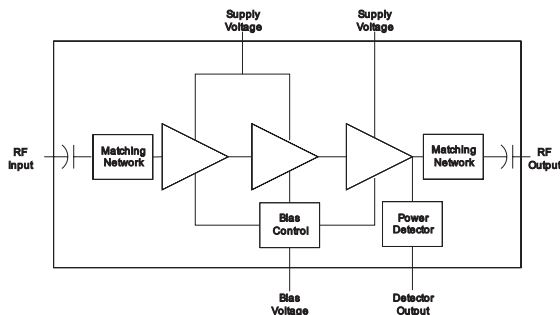 Supply
Voltage
Supply
Voltage
RF
Input
Matching
Network
Matching
Network
RF
Output
Bias
Control
Power
Detector
Bias
Voltage
Detector
Output